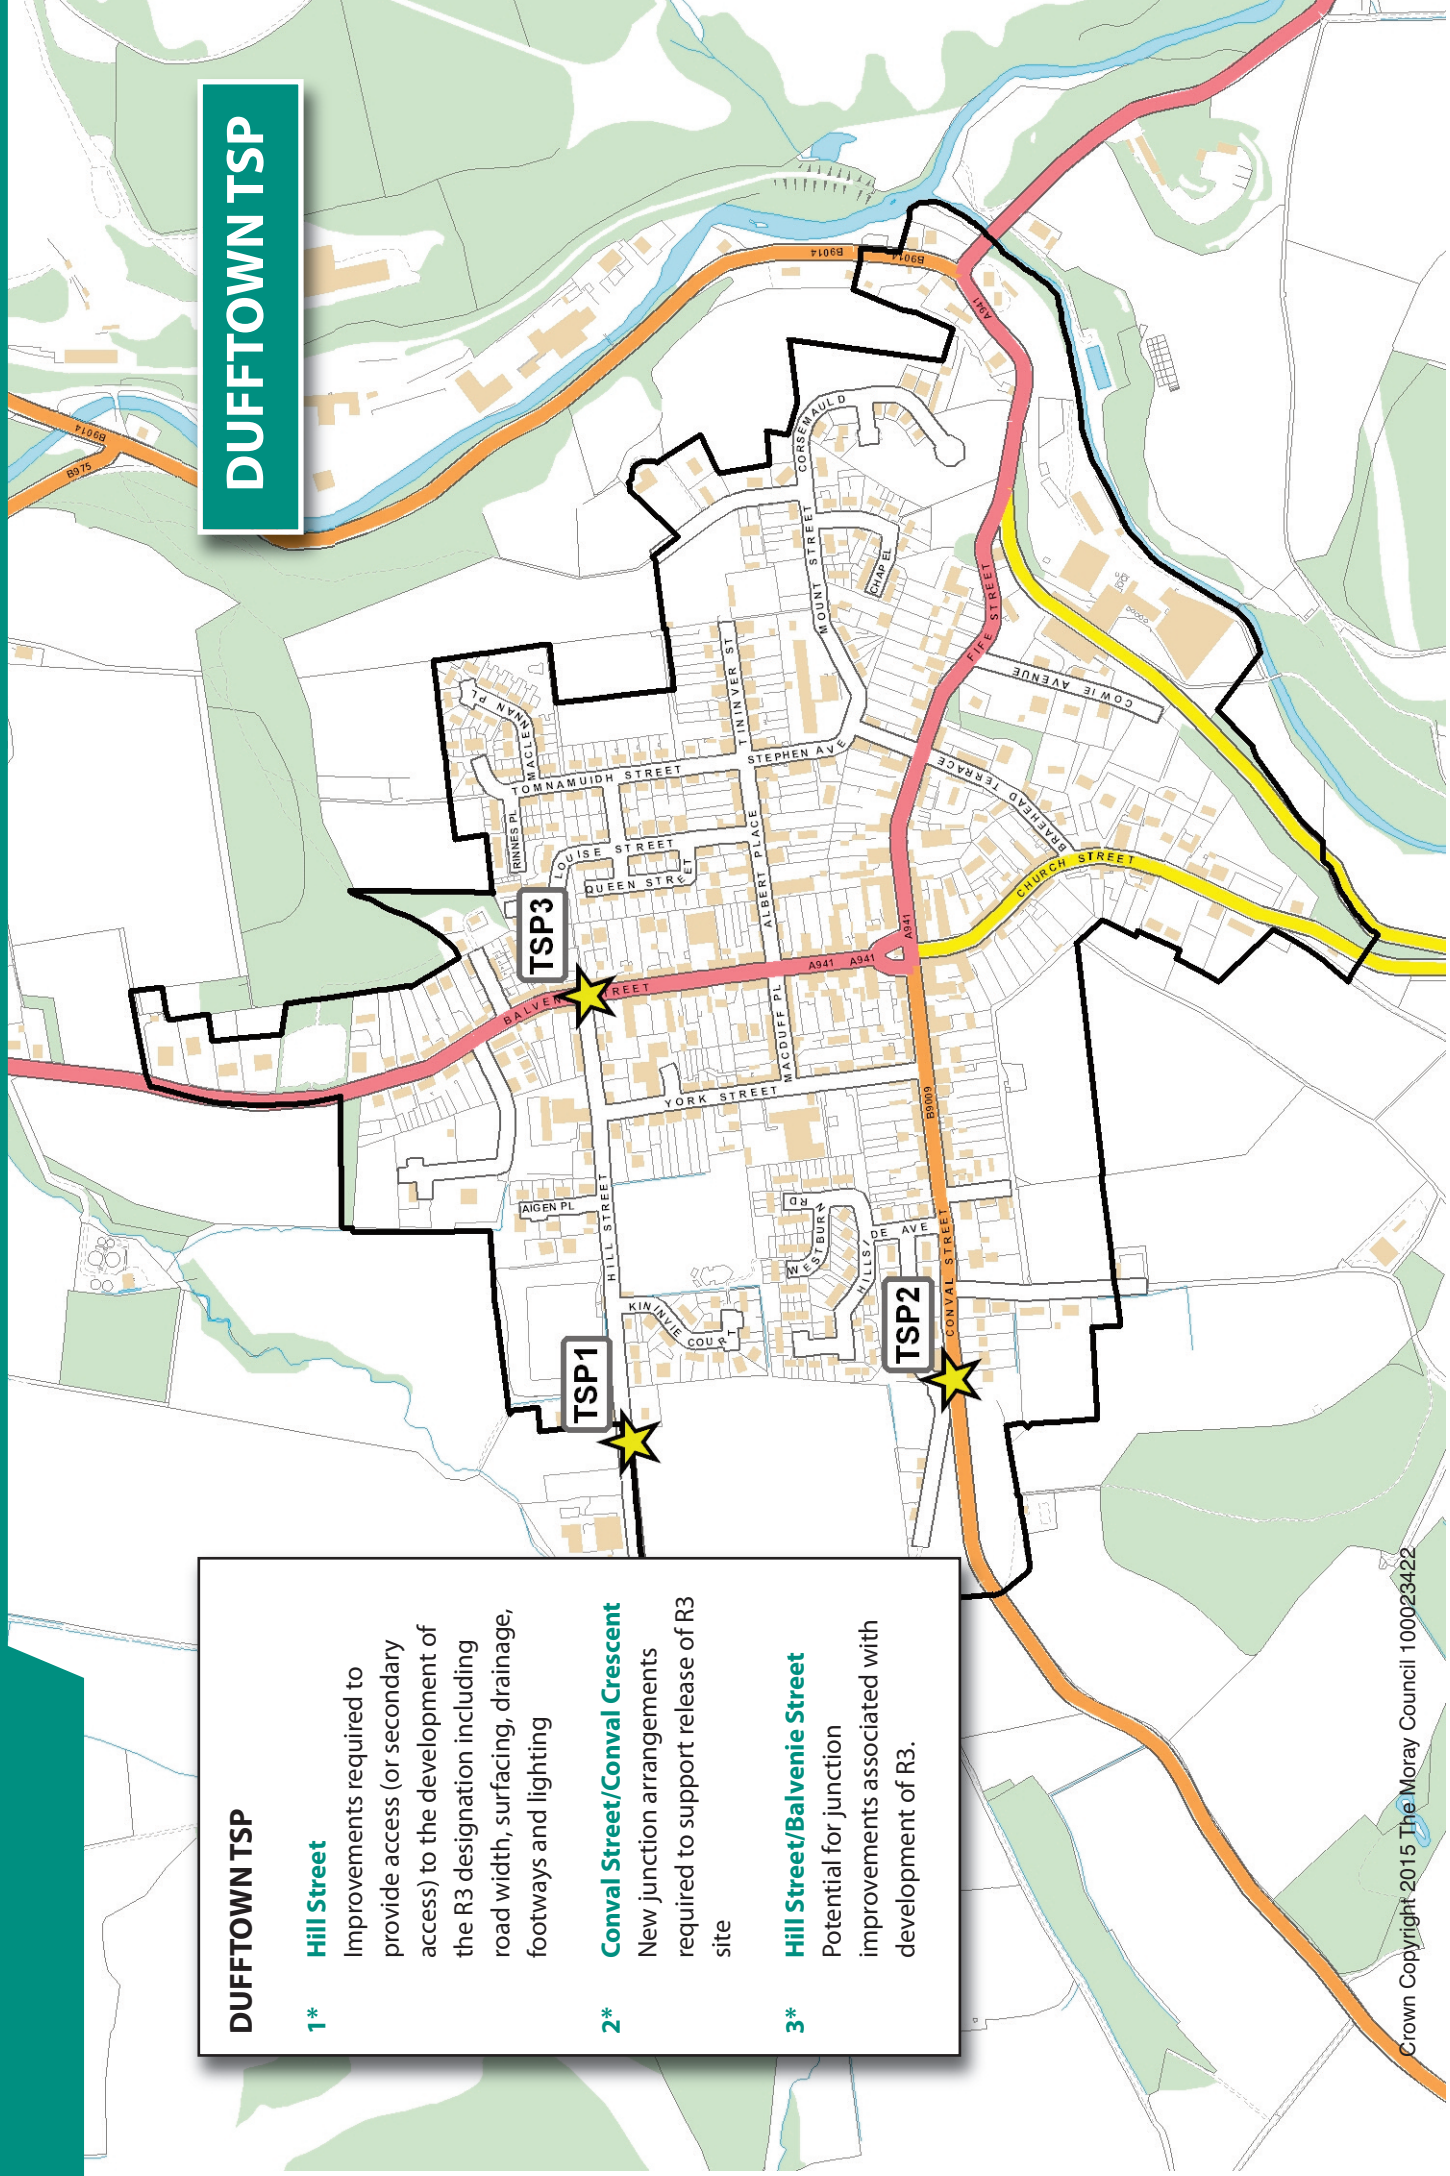 DUFFTOWN TSP
DUFFTOWN TSP
1* Hill Street
Improvements required to
provide access (or secondary
access) to the development of
the R3 designation including
road width, surfacing, drainage,
footways and lighting
2* Conval Street/Conval Crescent
New junction arrangements
required to support release of R3
site
3* Hill Street/Balvenie Street
Potential for junction
improvements associated with
development of R3.
TSP1
TSP2
TSP3
B9014
B975
B9014
B9014
A941
A941
A941
A941
B9009
CORSEMAULD
MOUNT STREET
CHAPEL
FIFE STREET
COWIE AVENUE
TININVER ST
STEPHEN AVE
MACLENNAN PL
TOMNAMUIDH STREET
RINNES PL
LOUISE STREET
QUEEN STREET
ALBERT PLACE
BRAEHEAD TERRACE
CHURCH STREET
STREET
MACDUFF PL
YORK STREET
AIGEN PL
HILL STREET
KININVIE COURT
WESTBURN RD
DE AVE
CONVAL STREET
Crown Copyright 2015 The Moray Council 100023422